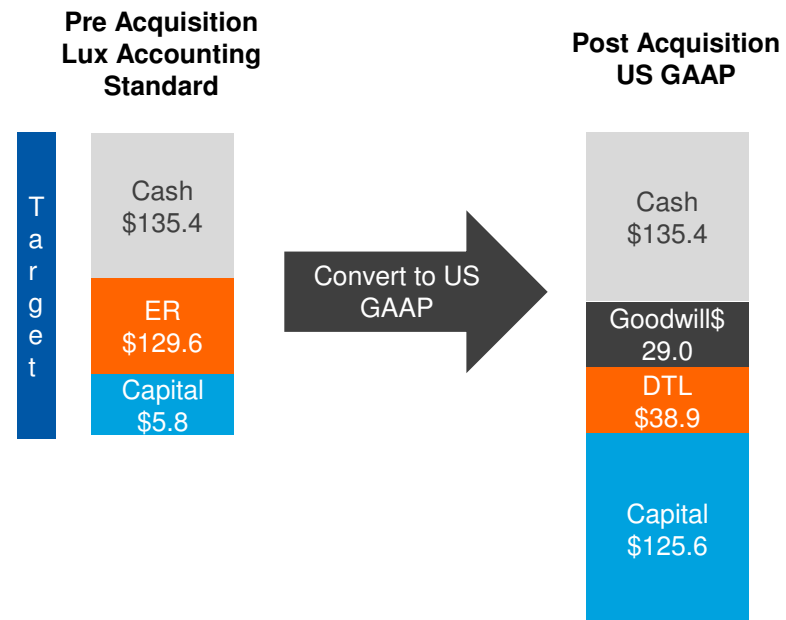 Pre Acquisition
Lux Accounting
Standard
Post Acquisition
US GAAP
Target
Cash
$135.4
ER
$129.6
Capital
$5.8
Convert to US
GAAP
Cash
$135.4
Goodwill$
29.0
DTL
$38.9
Capital
$125.6